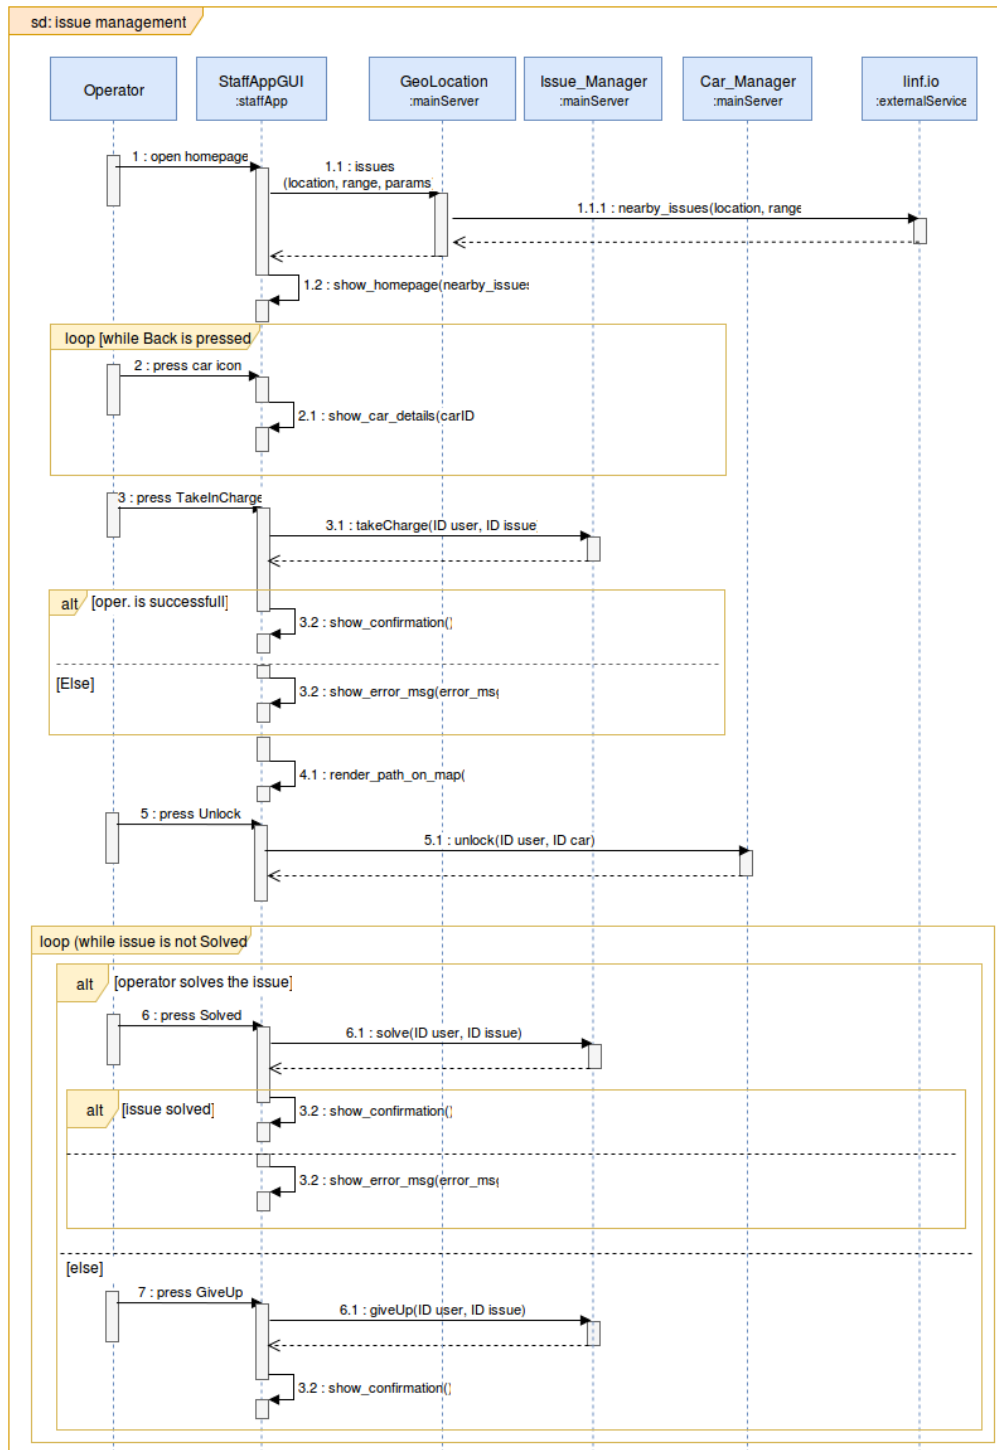 sd: issue management
Operator
StaffAppGUI
:staffApp
GeoLocation
:mainServer
Issue_Manager
:mainServer
Car_Manager
:mainServer
linf.io
:externalService
1 : open homepage
1.1 : issues
(location, range, params
1.1.1 : nearby_issues(location, range
1.2 : show_homepage(nearby_issues
loop [while Back is pressed
2 : press car icon
2.1 : show_car_details(carID
3 : press TakeInCharge
3.1 : takeCharge(ID user, ID issue
alt
[oper. is successfull]
3.2 : show_confirmation()
[Else]
3.2 : show_error_msg(error_msg
4.1 : render_path_on_map(
5 : press Unlock
5.1 : unlock(ID user, ID car)
loop (while issue is not Solved
alt
[operator solves the issue]
6 : press Solved
6.1 : solve(ID user, ID issue)
alt
[issue solved]
3.2 : show_confirmation()
3.2 : show_error_msg(error_msg
[else]
7 : press GiveUp
6.1 : giveUp(ID user, ID issue)
3.2 : show_confirmation()